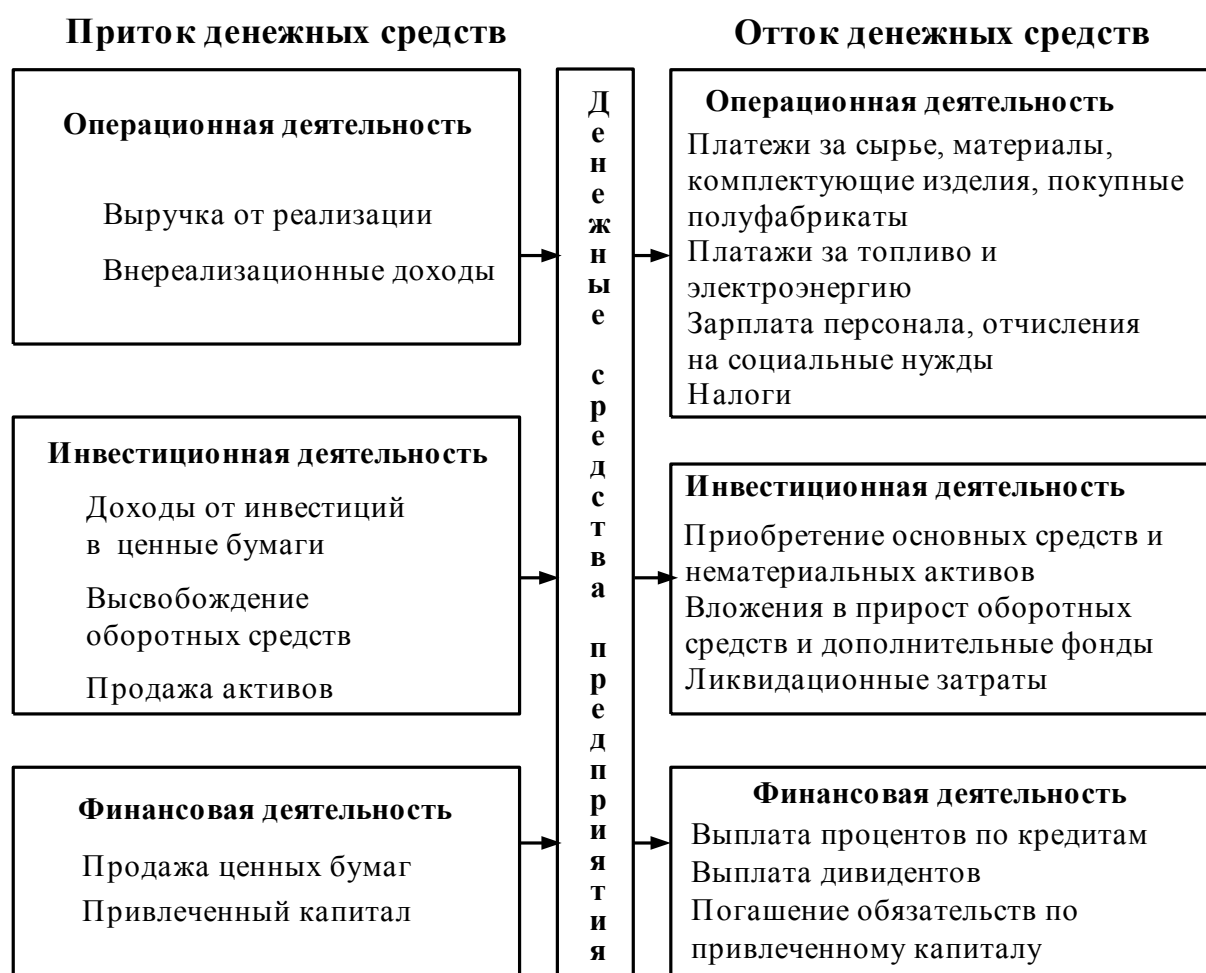 Приток денежных средств
Операционная деятельность
Выручка от реализации
Внереализационные доходы
Инвестиционная деятельность
Доходы от инвестиций
в ценные бумаги
Высвобождение
оборотных средств
Продажа активов
Финансовая деятельность
Продажа ценных бумаг
Привлеченный капитал
Денежные средства предприятия
Отток денежных средств
Операционная деятельность
Платежи за сырье, материалы,
комплектующие изделия, покупные
полуфабрикаты
Платажи за топливо и
электроэнергию
Зарплата персонала, отчисления
на социальные нужды
Налоги
Инвестиционная деятельность
Приобретение основных средств и
нематериальных активов
Вложения в прирост оборотных
средств и дополнительные фонды
Ликвидационные затраты
Финансовая деятельность
Выплата процентов по кредитам
Выплата дивидентов
Погашение обязательств по
привлеченному капиталу